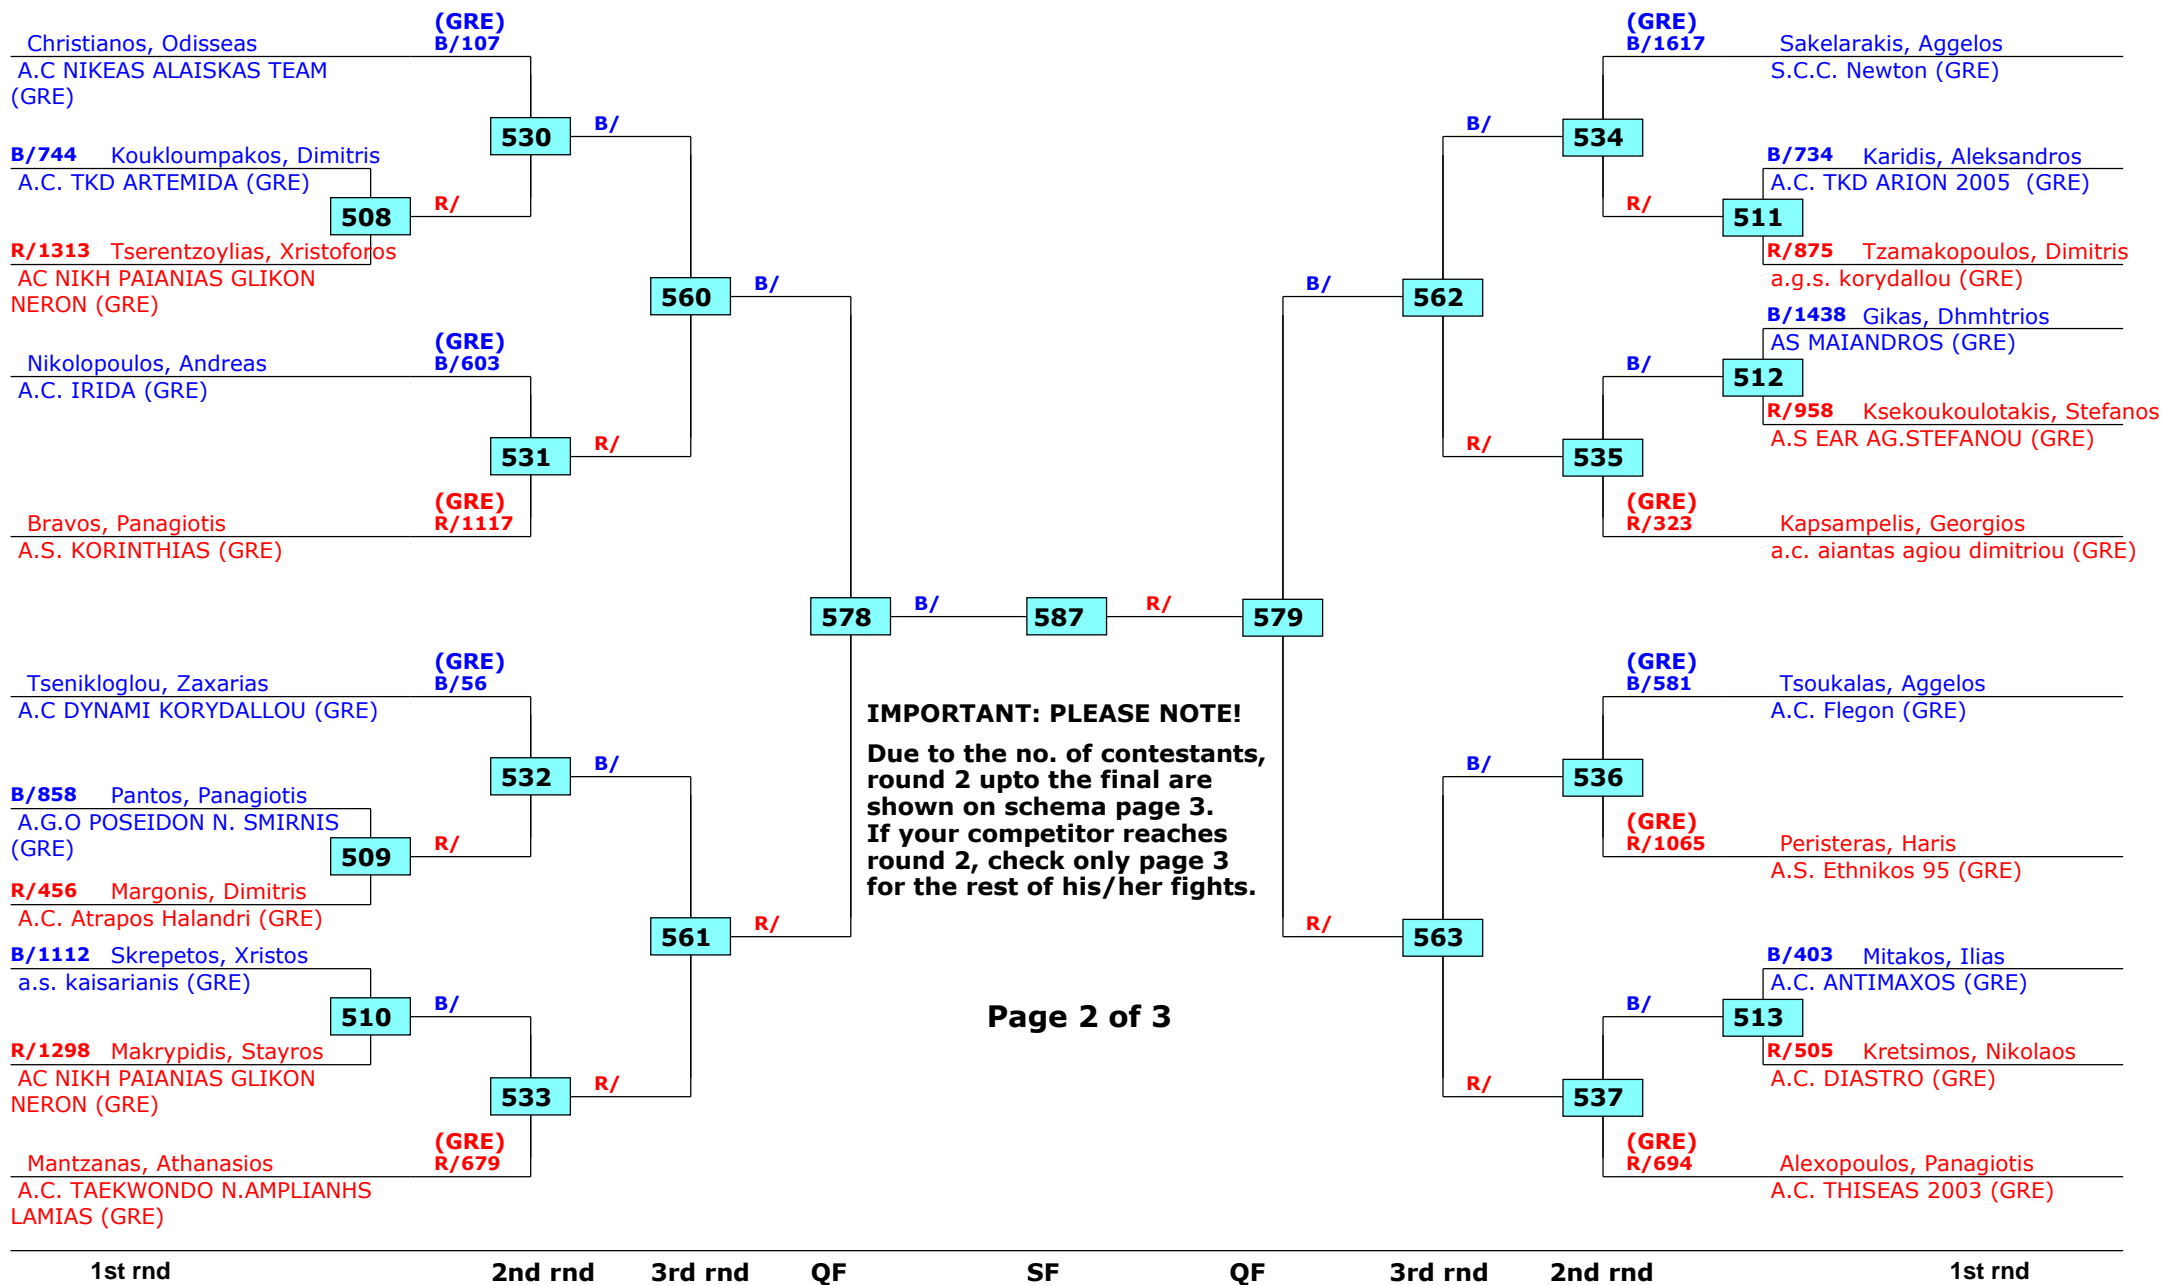 (GRE)
Christianos, Odisseas B/107
A.C NIKEAS ALAISKAS TEAM
(GRE)
530
B/
B/744 Koukloumpakos, Dimitris
A.C. TKD ARTEMIDA (GRE)
508
R/
R/1313 Tserentzoylias, Xristoforos
AC NIKH PAIANIAS GLIKON
NERON (GRE)
560
B/
(GRE)
Nikolopoulos, Andreas B/603
A.C. IRIDA (GRE)
531
R/
(GRE)
Bravos, Panagiotis R/1117
A.S. KORINTHIAS (GRE)
578
B/
587
R/
579
(GRE)
Tsenikloglou, Zaxarias B/56
A.C DYNAMI KORYDALLOU (GRE)
532
B/
B/858 Pantos, Panagiotis
A.G.O POSEIDON N. SMIRNIS
(GRE)
509
R/
R/456 Margonis, Dimitris
A.C. Atrapos Halandri (GRE)
561
R/
B/1112 Skrepetos, Xristos
a.s. kaisarianis (GRE)
510
B/
R/1298 Makrypidis, Stayros
AC NIKH PAIANIAS GLIKON
NERON (GRE)
533
R/
(GRE)
Mantzanas, Athanasios R/679
A.C. TAEKWONDO N.AMPLIANHS
LAMIAS (GRE)
IMPORTANT: PLEASE NOTE!
Due to the no. of contestants,
round 2 upto the final are
shown on schema page 3.
If your competitor reaches
round 2, check only page 3
for the rest of his/her fights.
Page 2 of 3
(GRE)
B/1617 Sakelarakis, Aggelos
S.C.C. Newton (GRE)
B/
534
B/734 Karidis, Aleksandros
A.C. TKD ARION 2005 (GRE)
R/
511
R/875 Tzamakopoulos, Dimitris
a.g.s. korydallou (GRE)
B/
562
B/1438 Gikas, Dhmhtrios
AS MAIANDROS (GRE)
B/
512
R/958 Ksekoukoulotakis, Stefanos
A.S EAR AG.STEFANOU (GRE)
R/
535
(GRE)
R/323 Kapsampelis, Georgios
a.c. aiantas agiou dimitriou (GRE)
(GRE)
B/581 Tsoukalas, Aggelos
A.C. Flegon (GRE)
B/
536
(GRE)
R/1065 Peristeras, Haris
A.S. Ethnikos 95 (GRE)
R/
563
B/403 Mitakos, Ilias
A.C. ANTIMAXOS (GRE)
B/
513
R/505 Kretsimos, Nikolaos
A.C. DIASTRO (GRE)
R/
537
(GRE)
R/694 Alexopoulos, Panagiotis
A.C. THISEAS 2003 (GRE)
1st rnd 2nd rnd 3rd rnd QF SF QF 3rd rnd 2nd rnd 1st rnd